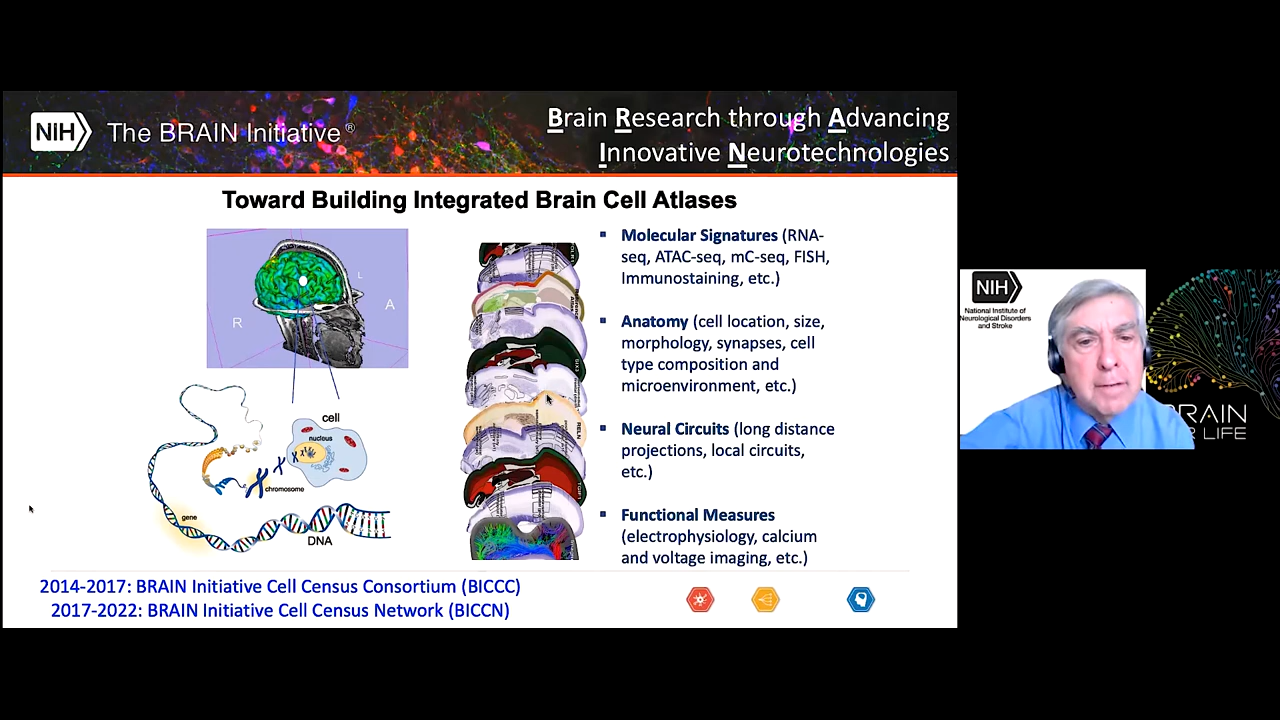 NIH
The BRAIN Initiative®
Brain Research through Advancing
Innovative Neurotechnologies
Toward Building Integrated Brain Cell Atlases
L
A
R
cell
nucleus
chromosome
gene
DNA
RELN
▪ Molecular Signatures (RNA-
seq, ATAC-seq, mC-seq, FISH,
Immunostaining, etc.)
▪ Anatomy (cell location, size,
morphology, synapses, cell
type composition and
microenvironment, etc.)
▪ Neural Circuits (long distance
projections, local circuits,
etc.)
▪ Functional Measures
(electrophysiology, calcium
and voltage imaging, etc.)
2014-2017: BRAIN Initiative Cell Census Consortium (BICCC)
2017-2022: BRAIN Initiative Cell Census Network (BICCN)
NIH
National Institute of
Neurological Disorders
and Stroke
BRAIN
LIFE